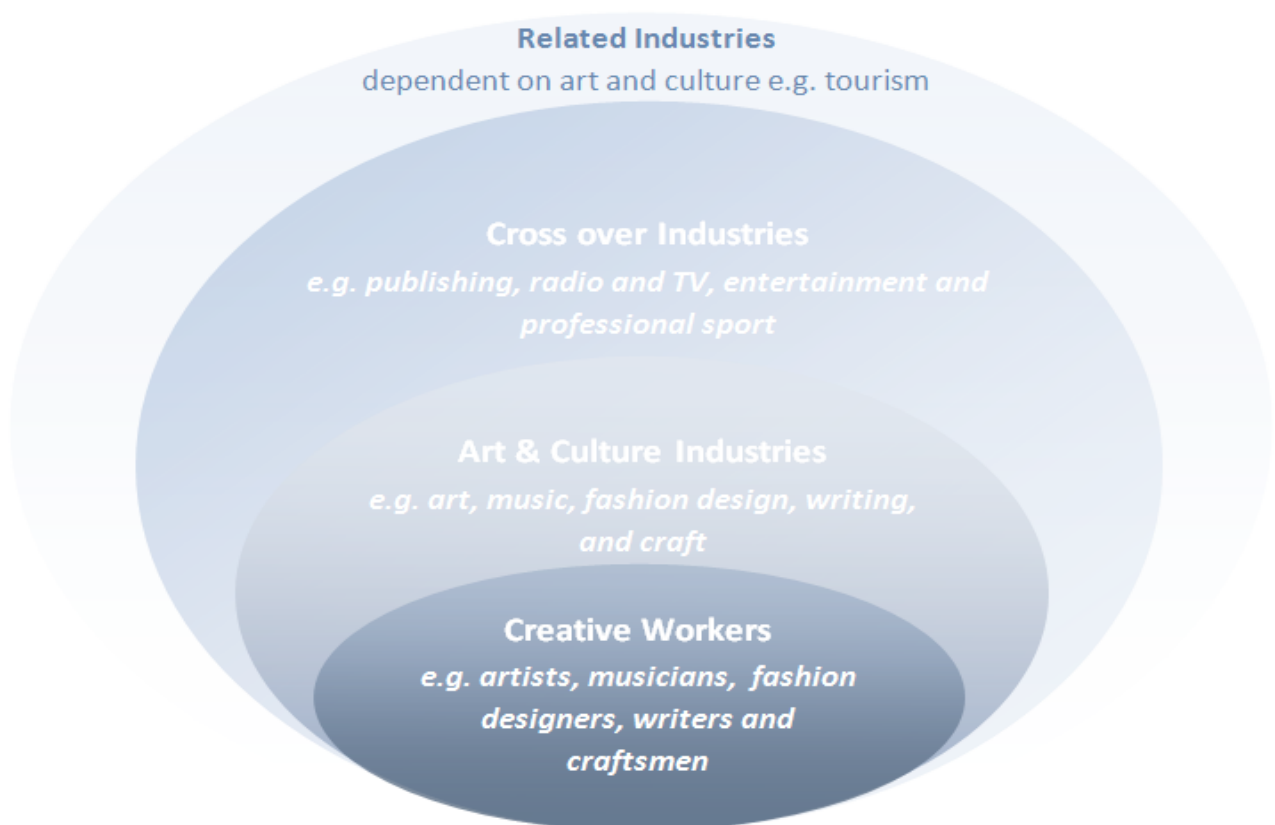 Related Industries
dependent on art and culture e.g. tourism
Cross over Industries
e.g. publishing, radio and TV, entertainment and
professional sport
Art & Culture Industries
e.g. art, music, fashion design, writing,
and craft
Creative Workers
e.g. artists, musicians, fashion
designers, writers and
craftsmen